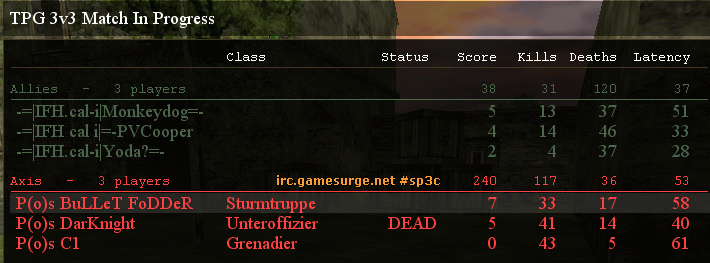 TPG 3v3 Match In Progress
Class Status Score Kills Deaths Latency
Allies - 3 players 38 31 120 37
-=|IFH.cal-i|Monkeydog=- 5 13 37 51
-=|IFH cal i|=-PVCooper 4 14 46 33
-=|IFH.cal-i|Yoda?=- 2 4 37 28
Axis - 3 players irc.gamesurge.net #sp3c 240 117 36 53
P(o)s BuLLeT FoDDeR Sturmtruppe 7 33 17 58
P(o)s DarKnight Unteroffizier DEAD 5 41 14 40
P(o)s C1 Grenadier 0 43 5 61